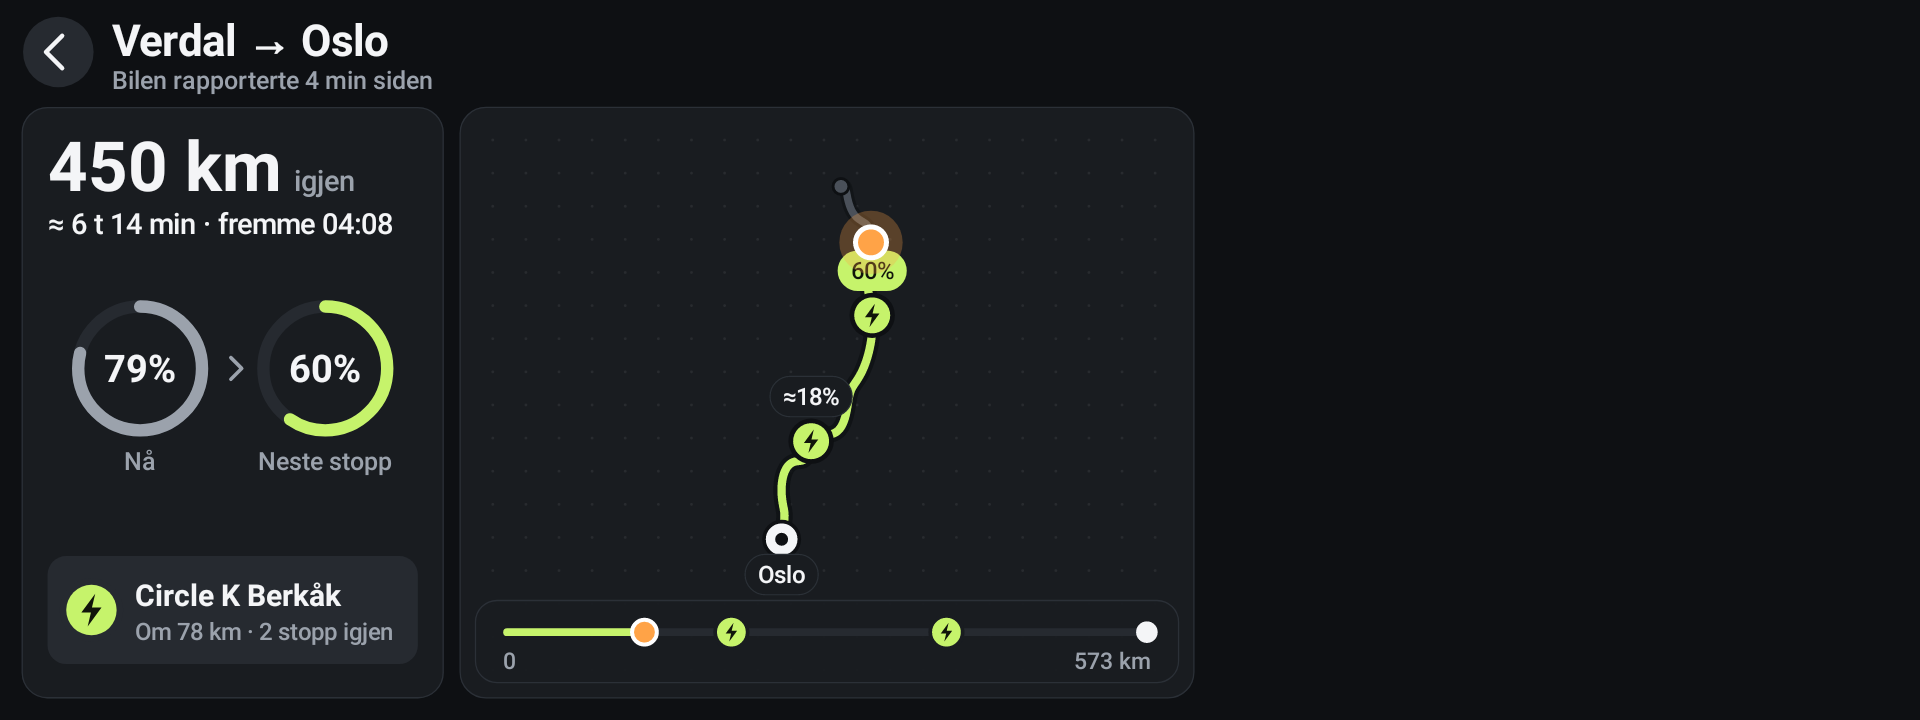 Verdal → Oslo
Bilen rapporterte 4 min siden
450 km igjen
≈ 6 t 14 min · fremme 04:08
79%
60%
Nå
Neste stopp
Circle K Berkåk
Om 78 km · 2 stopp igjen
60%
≈18%
Oslo
0
573 km